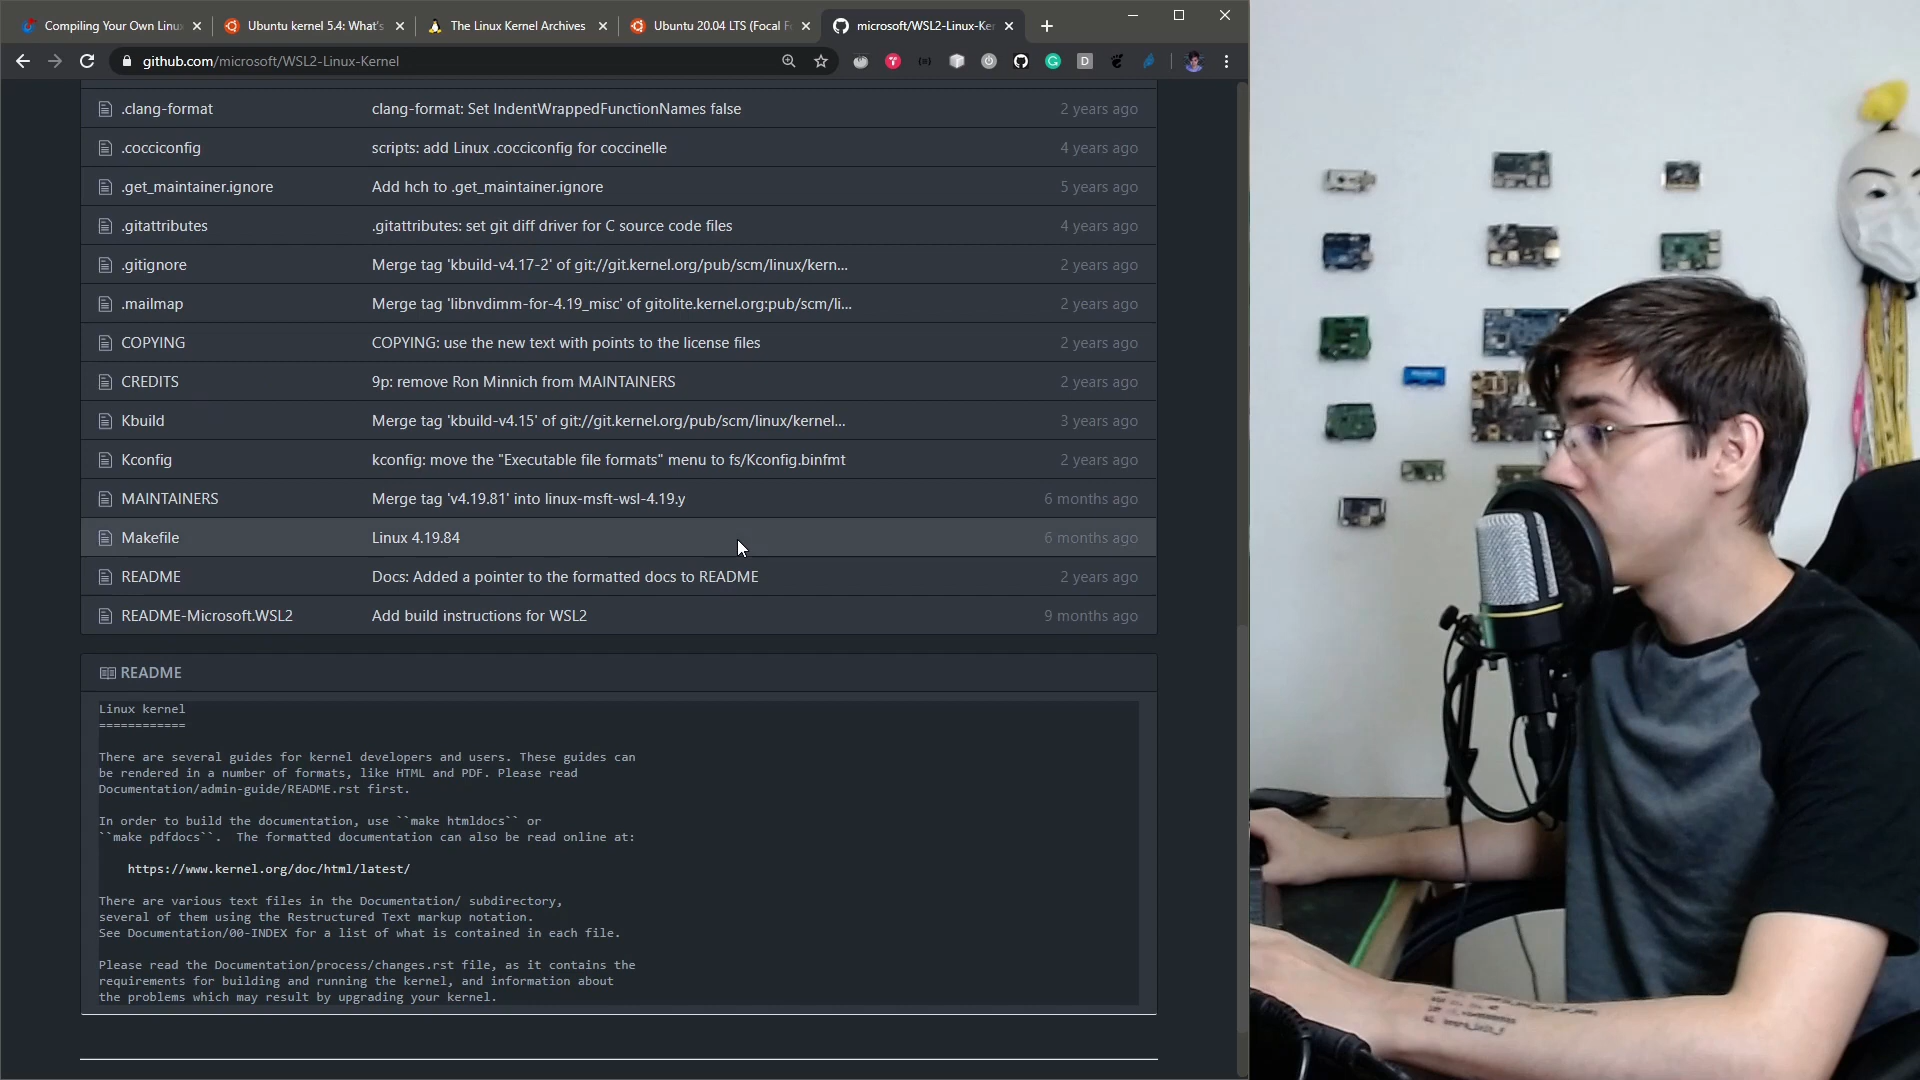 Compiling Your Own Linux
Ubuntu kernel 5.4: What's
The Linux Kernel Archives
Ubuntu 20.04 LTS (Focal F
microsoft/WSL2-Linux-Ke
github.com/microsoft/WSL2-Linux-Kernel
.clang-format clang-format: Set IndentWrappedFunctionNames false 2 years ago
.cocciconfig scripts: add Linux .cocciconfig for coccinelle 4 years ago
.get_maintainer.ignore Add hch to .get_maintainer.ignore 5 years ago
.gitattributes .gitattributes: set git diff driver for C source code files 4 years ago
.gitignore Merge tag 'kbuild-v4.17-2' of git://git.kernel.org/pub/scm/linux/kern... 2 years ago
.mailmap Merge tag 'libnvdimm-for-4.19_misc' of gitolite.kernel.org:pub/scm/li... 2 years ago
COPYING COPYING: use the new text with points to the license files 2 years ago
CREDITS 9p: remove Ron Minnich from MAINTAINERS 2 years ago
Kbuild Merge tag 'kbuild-v4.15' of git://git.kernel.org/pub/scm/linux/kernel... 3 years ago
Kconfig kconfig: move the "Executable file formats" menu to fs/Kconfig.binfmt 2 years ago
MAINTAINERS Merge tag 'v4.19.81' into linux-msft-wsl-4.19.y 6 months ago
Makefile Linux 4.19.84 6 months ago
README Docs: Added a pointer to the formatted docs to README 2 years ago
README-Microsoft.WSL2 Add build instructions for WSL2 9 months ago
README
Linux kernel
============
There are several guides for kernel developers and users. These guides can
be rendered in a number of formats, like HTML and PDF. Please read
Documentation/admin-guide/README.rst first.
In order to build the documentation, use ``make htmldocs`` or
``make pdfdocs``.  The formatted documentation can also be read online at:
https://www.kernel.org/doc/html/latest/
There are various text files in the Documentation/ subdirectory,
several of them using the Restructured Text markup notation.
See Documentation/00-INDEX for a list of what is contained in each file.
Please read the Documentation/process/changes.rst file, as it contains the
requirements for building and running the kernel, and information about
the problems which may result by upgrading your kernel.